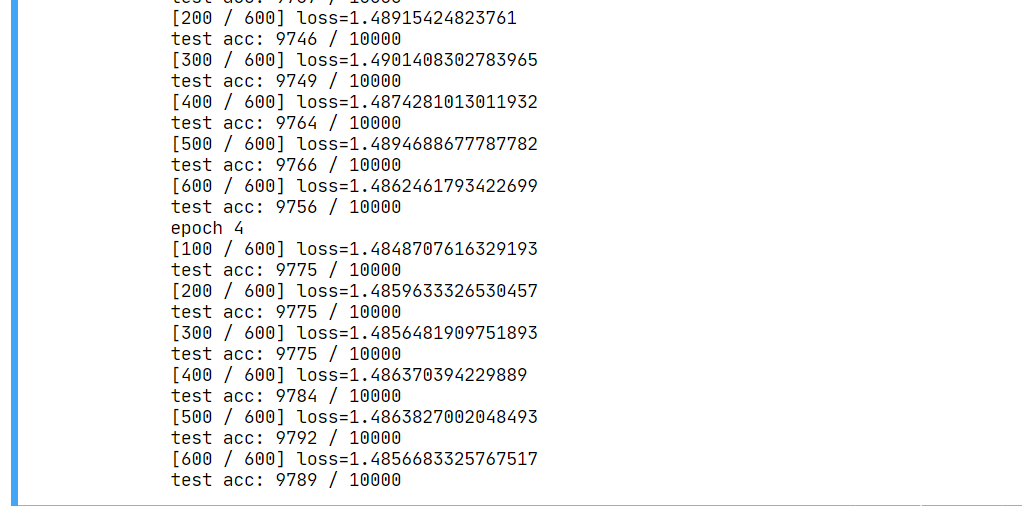 [200 / 600] loss=1.48915424823761
test acc: 9746 / 10000
[300 / 600] loss=1.4901408302783965
test acc: 9749 / 10000
[400 / 600] loss=1.4874281013011932
test acc: 9764 / 10000
[500 / 600] loss=1.4894688677787782
test acc: 9766 / 10000
[600 / 600] loss=1.4862461793422699
test acc: 9756 / 10000
epoch 4
[100 / 600] loss=1.4848707616329193
test acc: 9775 / 10000
[200 / 600] loss=1.4859633326530457
test acc: 9775 / 10000
[300 / 600] loss=1.4856481909751893
test acc: 9775 / 10000
[400 / 600] loss=1.486370394229889
test acc: 9784 / 10000
[500 / 600] loss=1.4863827002048493
test acc: 9792 / 10000
[600 / 600] loss=1.4856683325767517
test acc: 9789 / 10000